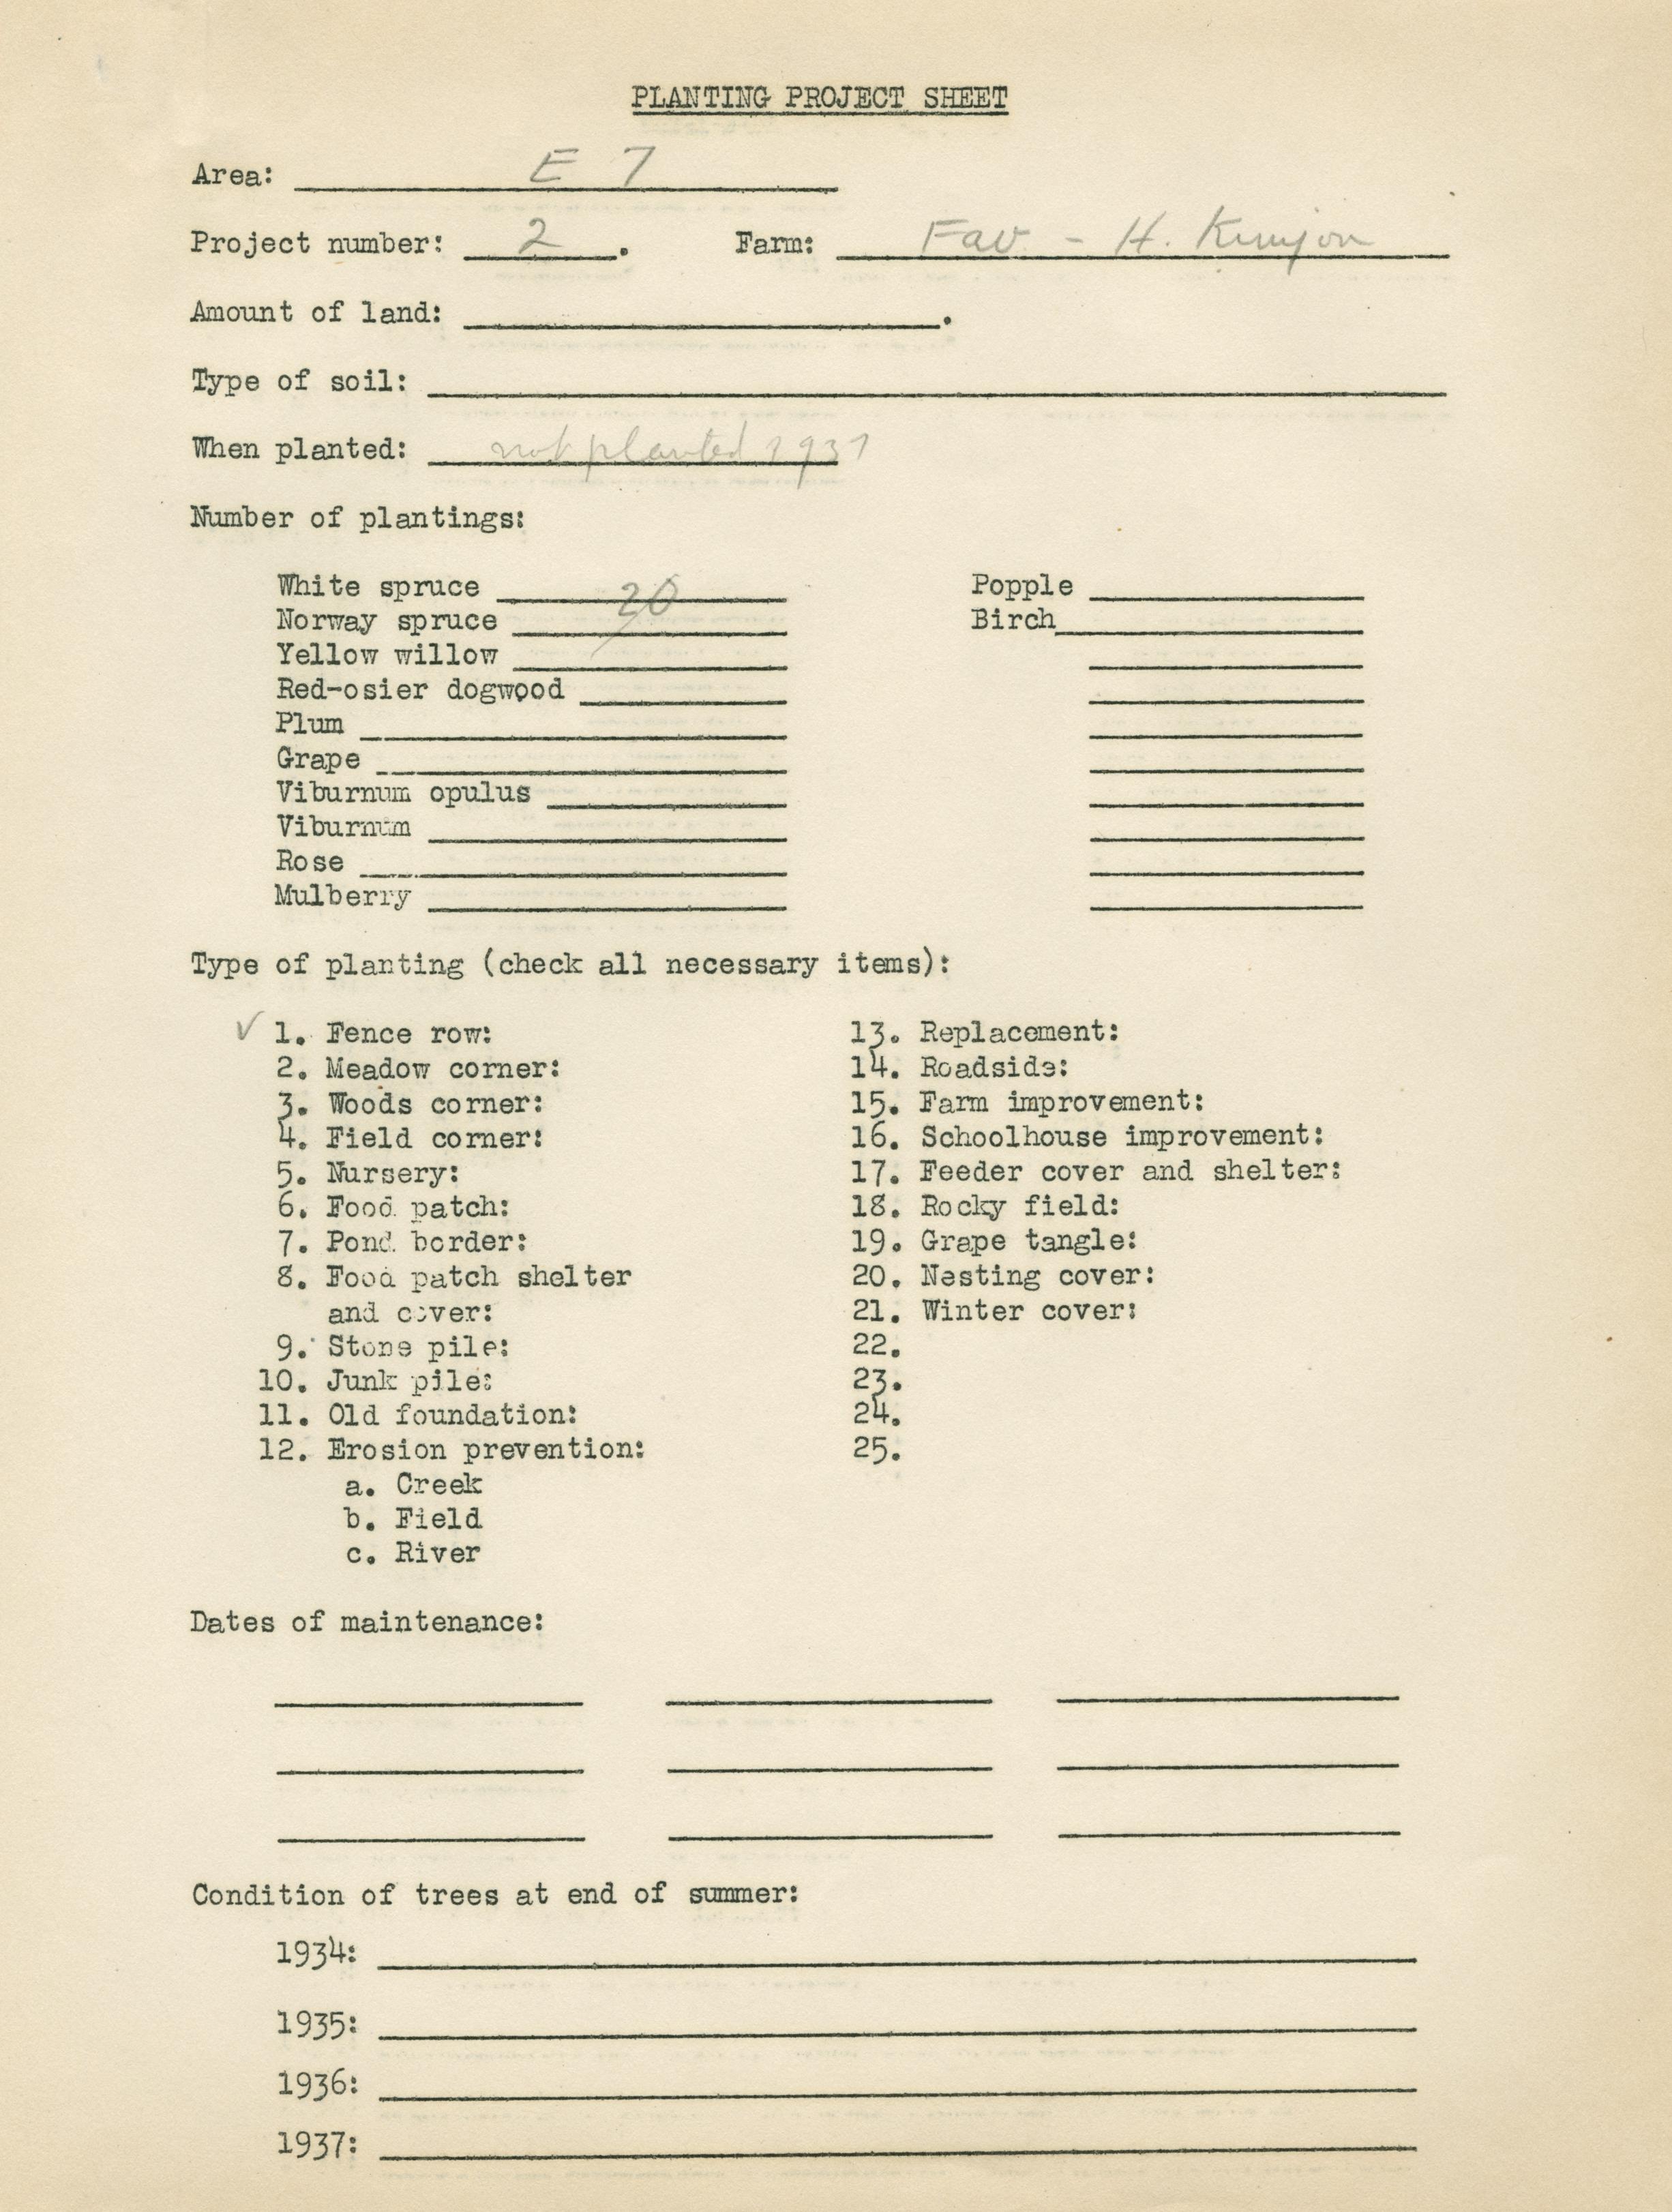 PLANTING PROJECT SHEET
Area: E 7
Project number: 2 . Farm: Fav - H.
Amount of land: .
Type of soil:
When planted: not planted 1937
Number of plantings:
White spruce 20 Popple
Norway spruce Birch
Yellow willow
Red-osier dogwood
Plum
Grape
Viburnum opulus
Viburnum
Rose
Mulberry
Type of planting (check all necessary items):
✓ 1. Fence row: 13. Replacement:
2. Meadow corner: 14. Roadside:
3. Woods corner: 15. Farm improvement:
4. Field corner: 16. Schoolhouse improvement:
5. Nursery: 17. Feeder cover and shelter:
6. Food patch: 18. Rocky field:
7. Pond border: 19. Grape tangle:
8. Food patch shelter 20. Nesting cover:
and cover: 21. Winter cover:
9. Stone pile: 22.
10. Junk pile: 23.
11. Old foundation: 24.
12. Erosion prevention: 25.
a. Creek
b. Field
c. River
Dates of maintenance:
Condition of trees at end of summer:
1934:
1935:
1936:
1937: